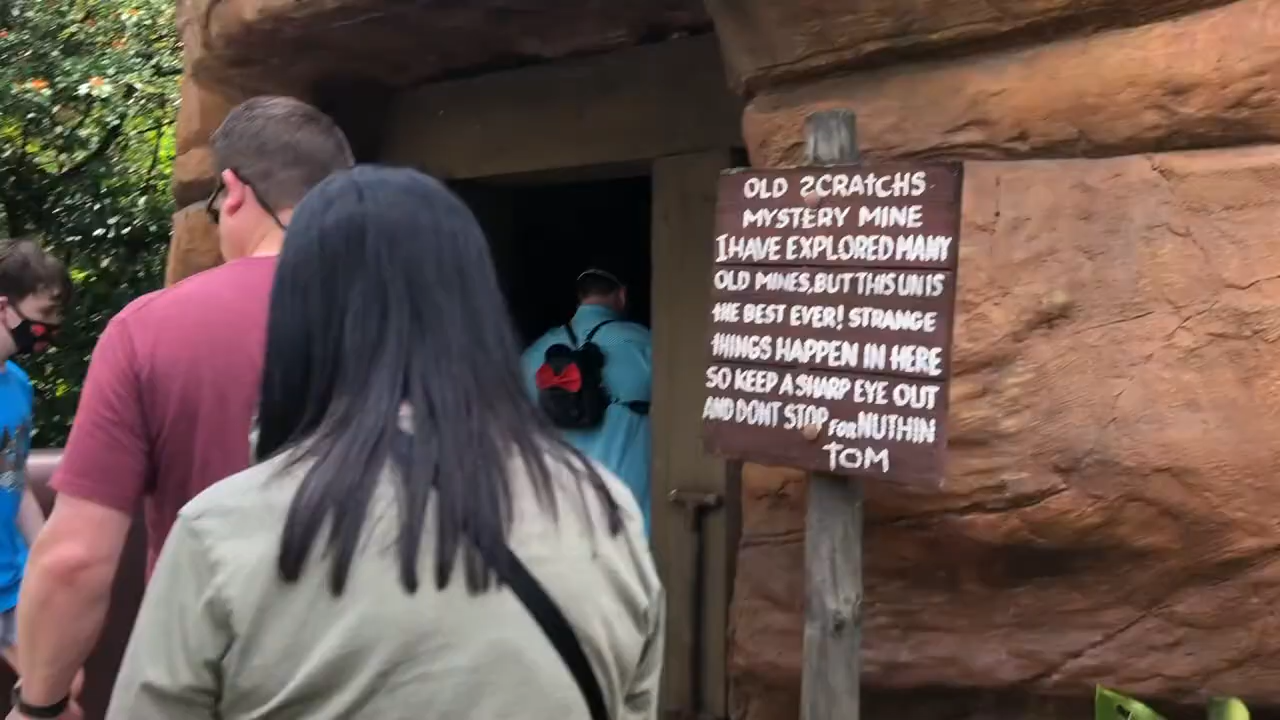 OLD SCRATCHS
MYSTERY MINE
I HAVE EXPLORED MANY
OLD MINES, BUT THIS UN IS
tHE BEST EVER! STRANGE
tHINGS HAPPEN IN HERE
SO KEEP A SHARP EYE OUT
AND DONT STOP FOR NUTHIN
TOM